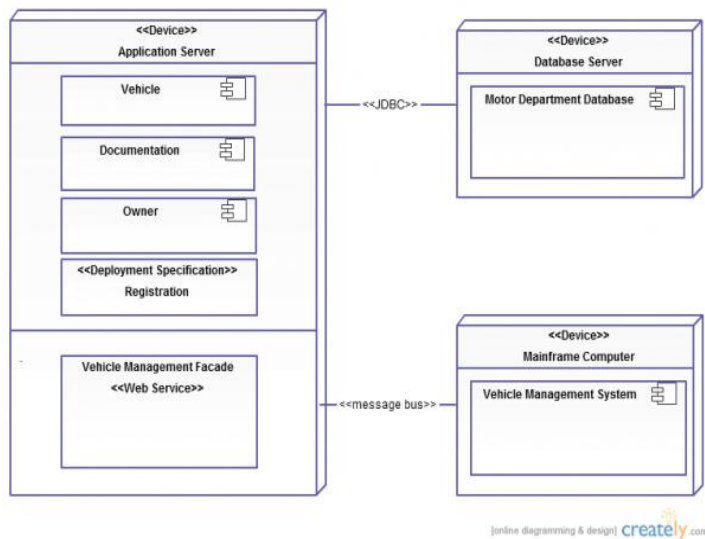 <<Device>>
Application Server
Vehicle
Documentation
Owner
<<Deployment Specification>>
Registration
Vehicle Management Facade
<<Web Service>>
<<JDBC>>
<<message bus>>
<<Device>>
Database Server
Motor Department Database
<<Device>>
Mainframe Computer
Vehicle Management System
[online diagramming & design] creately.com